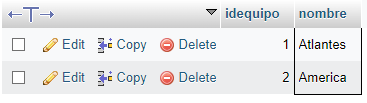 idequipo nombre
Edit Copy Delete 1 Atlantes
Edit Copy Delete 2 America